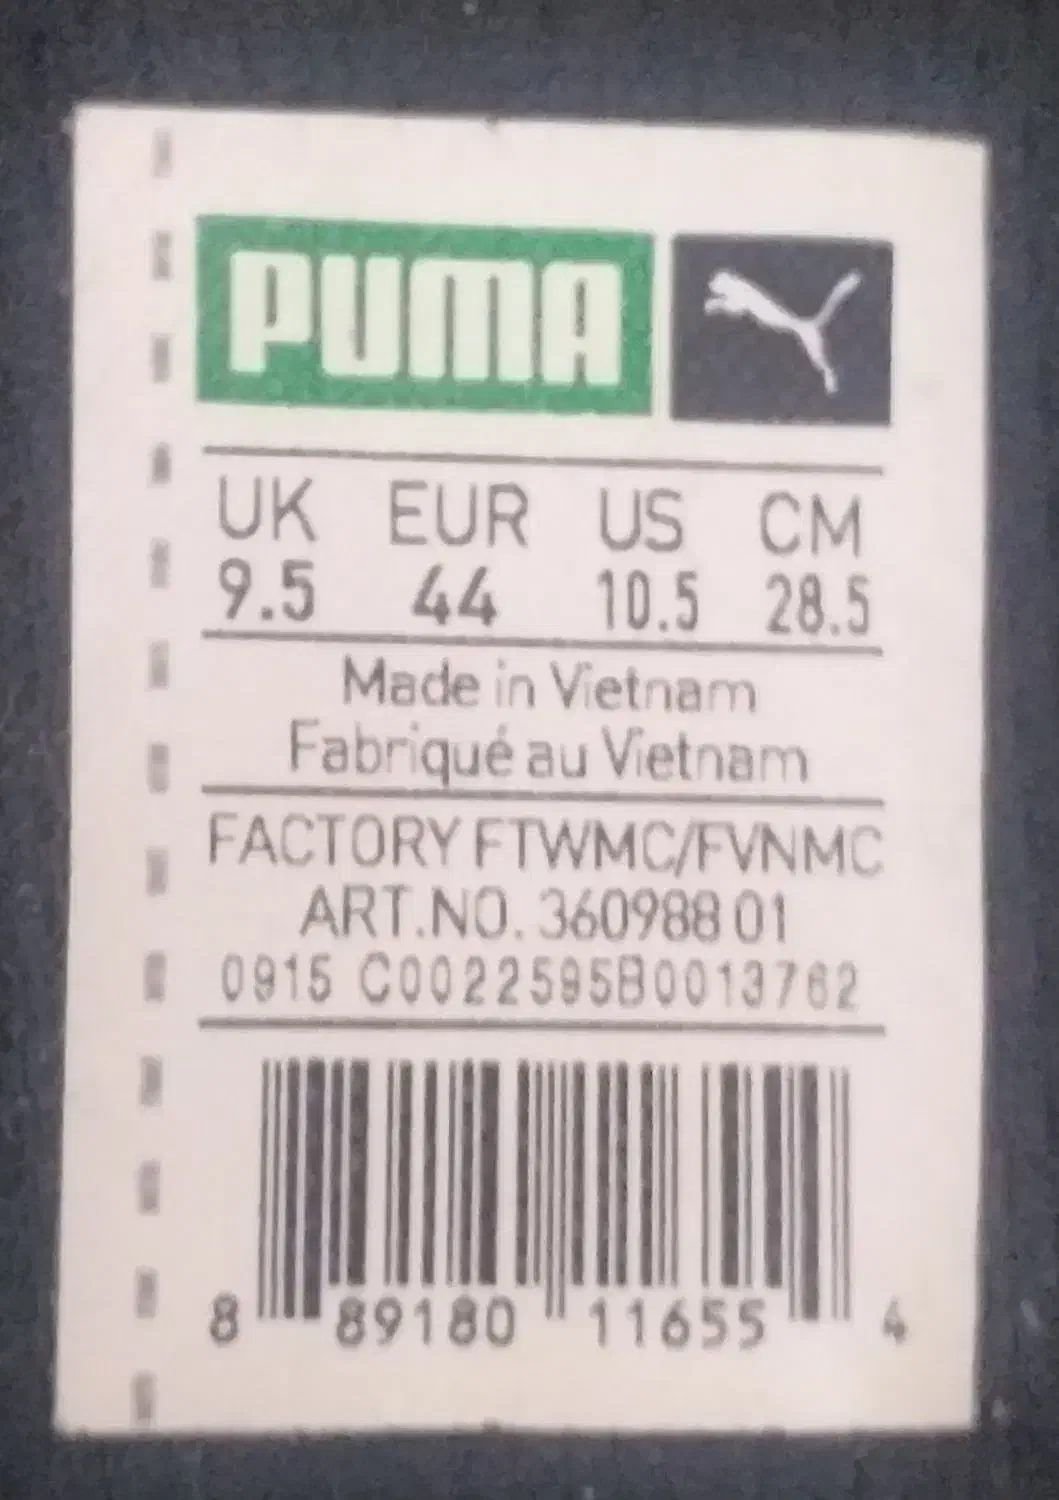 PUMA
UK EUR US CM
9.5 44 10.5 28.5
Made in Vietnam
Fabriqué au Vietnam
FACTORY FTWMC/FVNMC
ART.NO. 360988 01
0915 C0022595B0013762
8 89180 11655 4